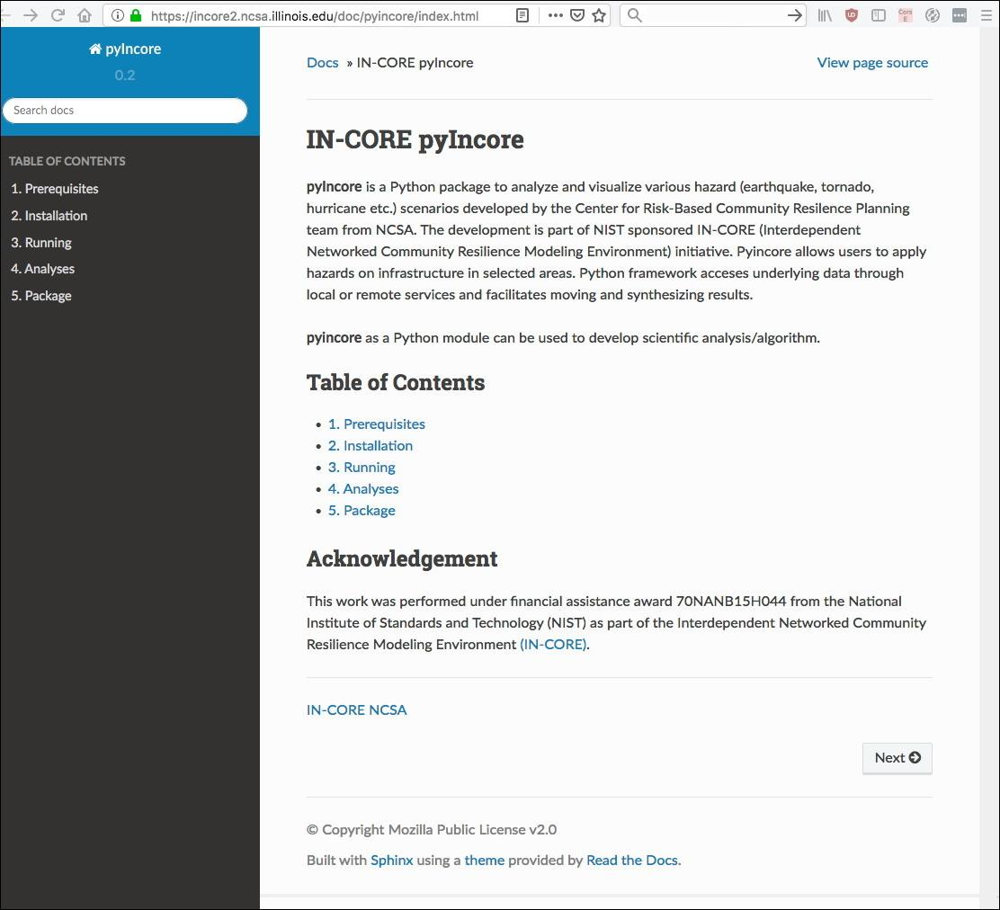 https://incore2.ncsa.illinois.edu/doc/pyincore/index.html
pyIncore
0.2
Search docs
TABLE OF CONTENTS
1. Prerequisites
2. Installation
3. Running
4. Analyses
5. Package
Docs » IN-CORE pyIncore
View page source
IN-CORE pyIncore
pyIncore is a Python package to analyze and visualize various hazard (earthquake, tornado,
hurricane etc.) scenarios developed by the Center for Risk-Based Community Resilence Planning
team from NCSA. The development is part of NIST sponsored IN-CORE (Interdependent
Networked Community Resilience Modeling Environment) initiative. Pyincore allows users to apply
hazards on infrastructure in selected areas. Python framework acceses underlying data through
local or remote services and facilitates moving and synthesizing results.
pyincore as a Python module can be used to develop scientific analysis/algorithm.
Table of Contents
• 1. Prerequisites
• 2. Installation
• 3. Running
• 4. Analyses
• 5. Package
Acknowledgement
This work was performed under financial assistance award 70NANB15H044 from the National
Institute of Standards and Technology (NIST) as part of the Interdependent Networked Community
Resilience Modeling Environment (IN-CORE).
IN-CORE NCSA
Next
© Copyright Mozilla Public License v2.0
Built with Sphinx using a theme provided by Read the Docs.